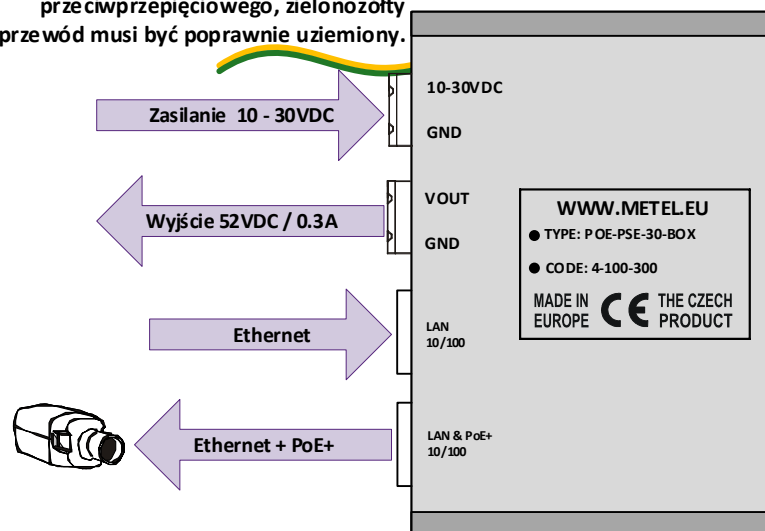 przeciwprzepięciowego, zielonożółty
przewód musi być poprawnie uziemiony.
Zasilanie 10 - 30VDC
10-30VDC
GND
Wyjście 52VDC / 0.3A
VOUT
GND
WWW.METEL.EU
TYPE: POE-PSE-30-BOX
CODE: 4-100-300
MADE IN EUROPE CE THE CZECH PRODUCT
Ethernet
LAN
10/100
Ethernet + PoE+
LAN & PoE+
10/100